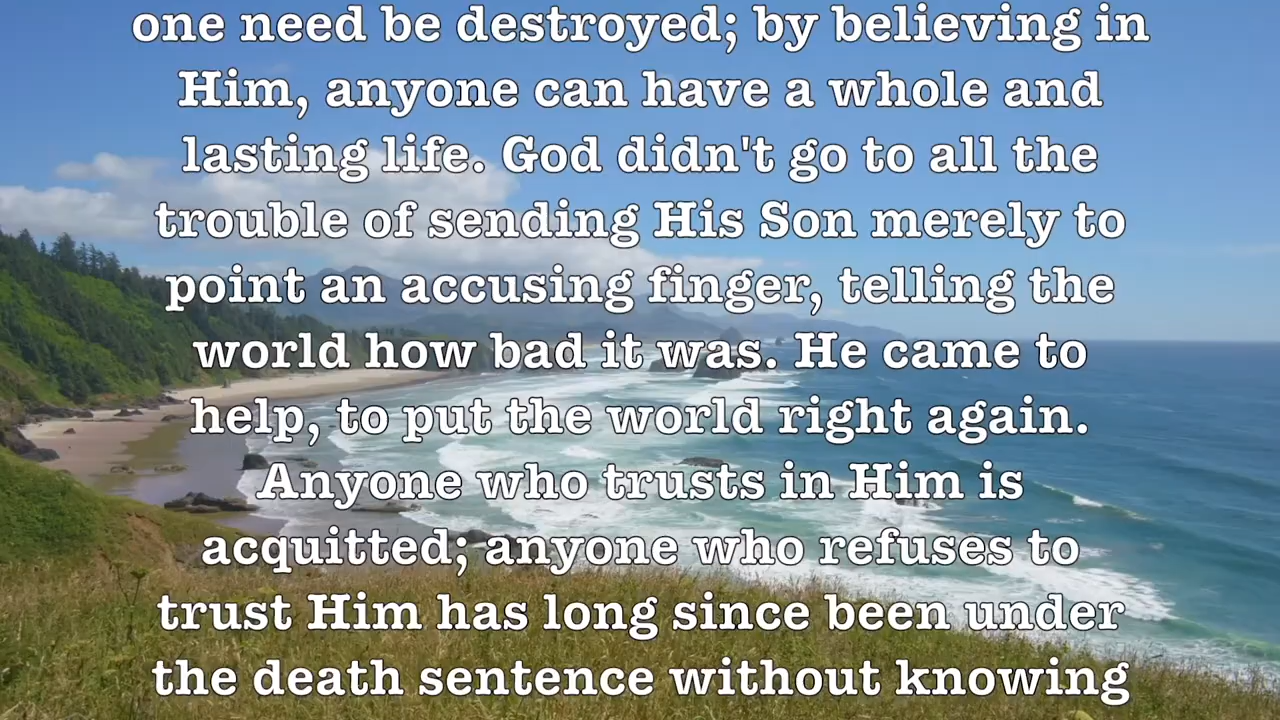 one need be destroyed; by believing in
Him, anyone can have a whole and
lasting life. God didn't go to all the
trouble of sending His Son merely to
point an accusing finger, telling the
world how bad it was. He came to
help, to put the world right again.
Anyone who trusts in Him is
acquitted; anyone who refuses to
trust Him has long since been under
the death sentence without knowing